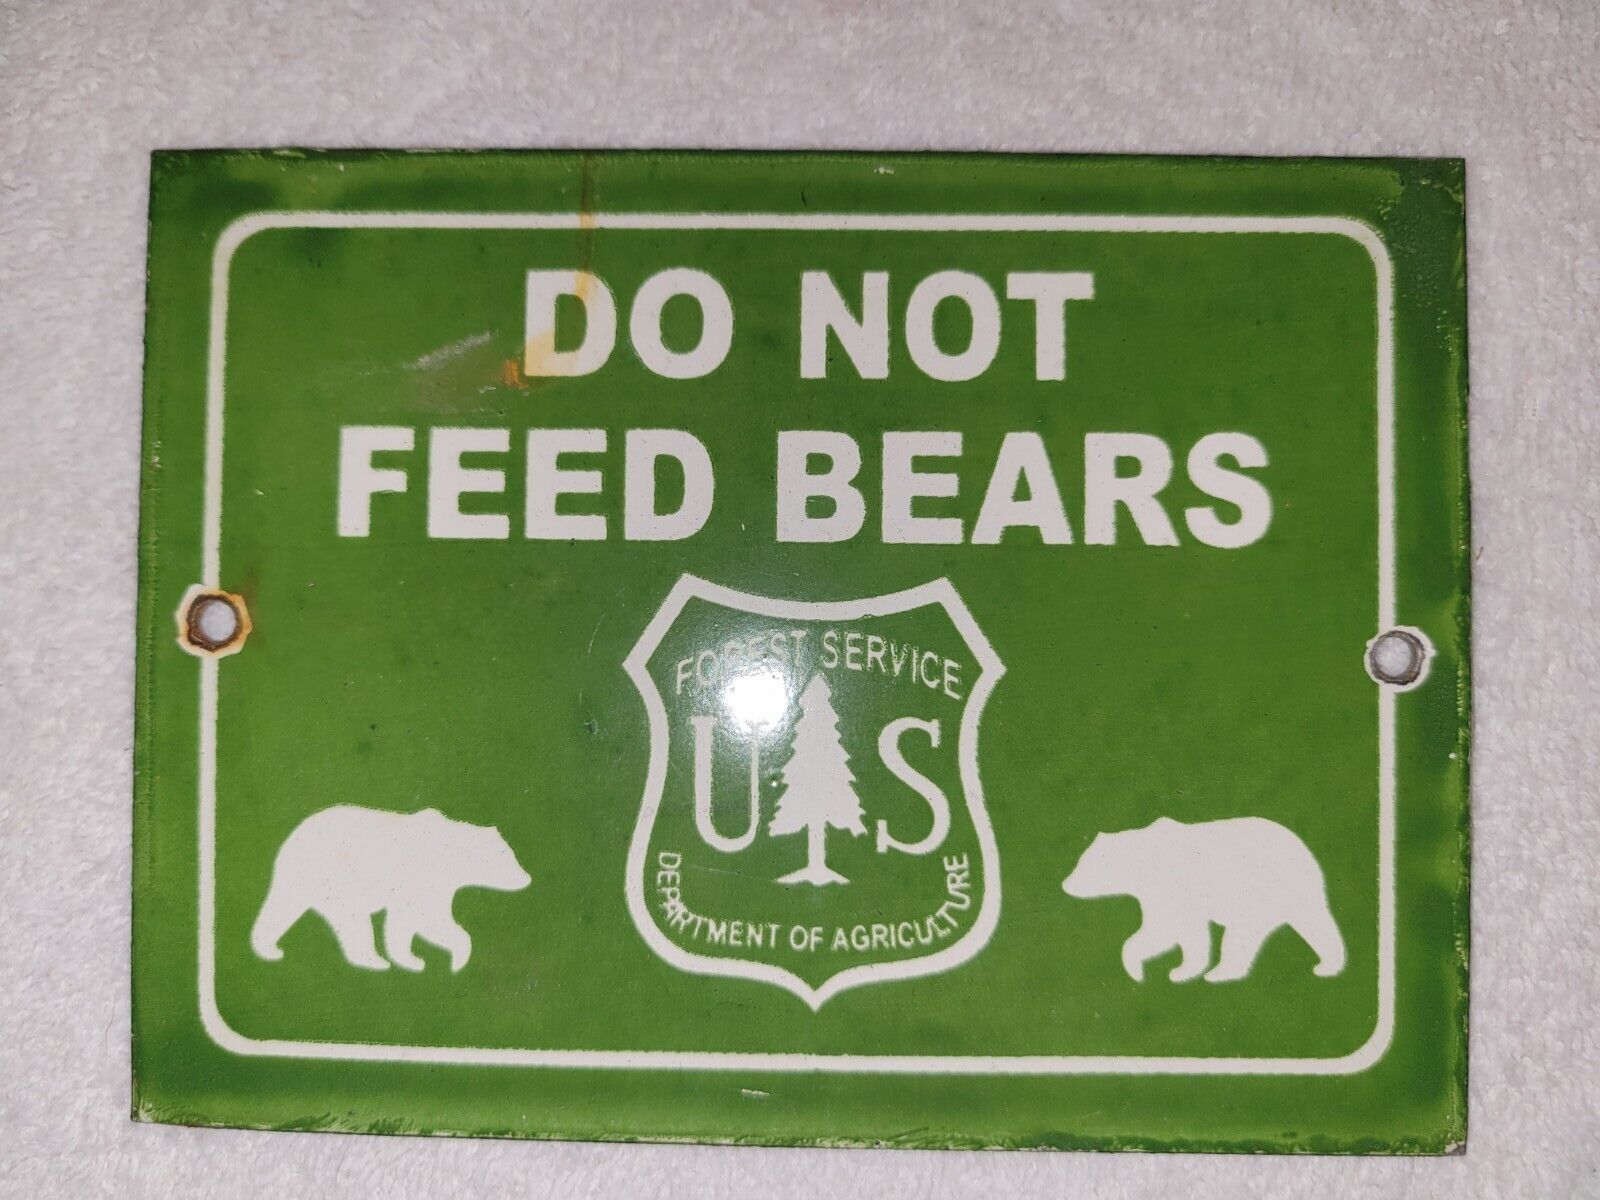 DO NOT
FEED BEARS
FOREST SERVICE
U S
DEPARTMENT OF AGRICULTURE